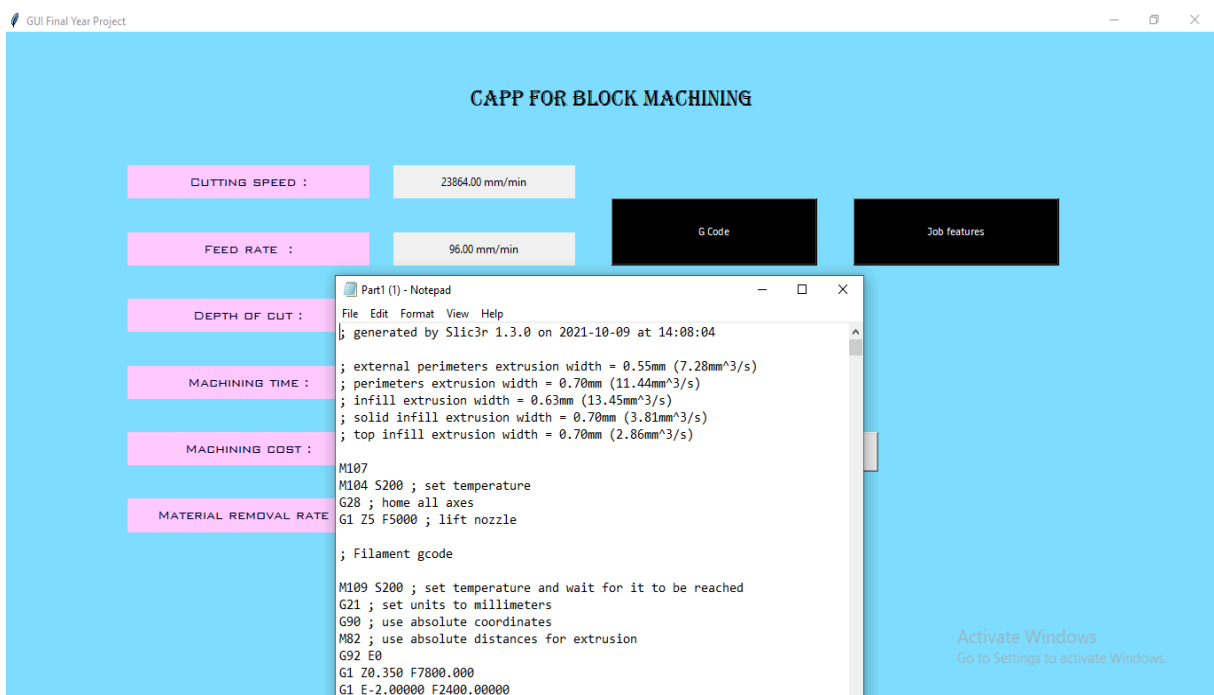 GUI Final Year Project
CAPP FOR BLOCK MACHINING
CUTTING SPEED :
23864.00 mm/min
G Code
Job features
FEED RATE :
96.00 mm/min
DEPTH OF CUT :
MACHINING TIME :
MACHINING COST :
MATERIAL REMOVAL RATE
Part1 (1) - Notepad
File Edit Format View Help
; generated by Slic3r 1.3.0 on 2021-10-09 at 14:08:04
; external perimeters extrusion width = 0.55mm (7.28mm^3/s)
; perimeters extrusion width = 0.70mm (11.44mm^3/s)
; infill extrusion width = 0.63mm (13.45mm^3/s)
; solid infill extrusion width = 0.70mm (3.81mm^3/s)
; top infill extrusion width = 0.70mm (2.86mm^3/s)
M107
M104 S200 ; set temperature
G28 ; home all axes
G1 Z5 F5000 ; lift nozzle
; Filament gcode
M109 S200 ; set temperature and wait for it to be reached
G21 ; set units to millimeters
G90 ; use absolute coordinates
M82 ; use absolute distances for extrusion
G92 E0
G1 Z0.350 F7800.000
G1 E-2.00000 F2400.00000
Activate Windows
Go to Settings to activate Windows.